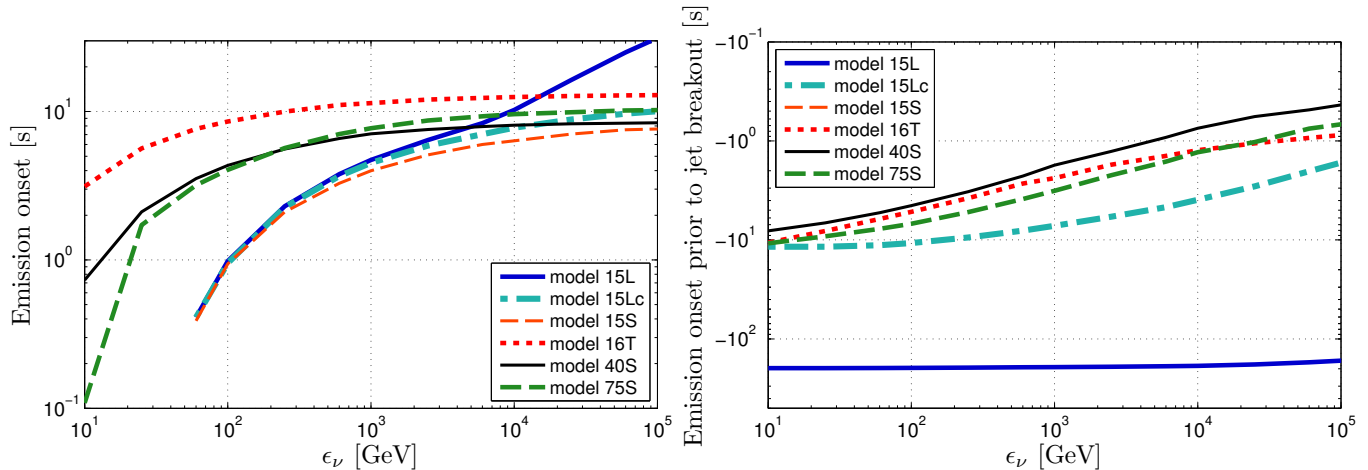 Emission onset [s]
10^1
10^0
10^-1
model 15L
model 15Lc
model 15S
model 16T
model 40S
model 75S
10^1 10^2 10^3 10^4 10^5
ϵ_ν [GeV]
Emission onset prior to jet breakout [s]
-10^-1
-10^0
-10^1
-10^2
model 15L
model 15Lc
model 15S
model 16T
model 40S
model 75S
10^1 10^2 10^3 10^4 10^5
ϵ_ν [GeV]